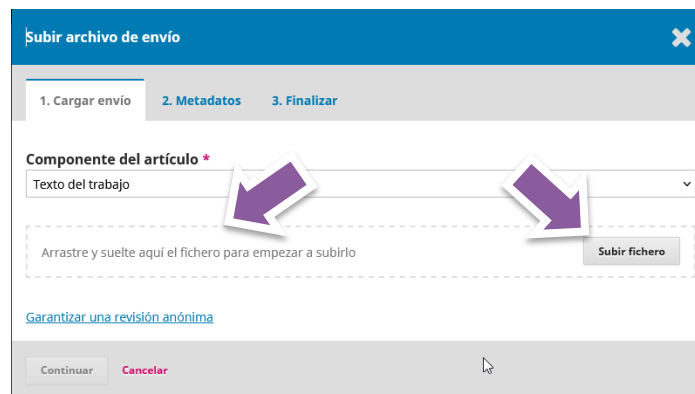 Subir archivo de envío
1. Cargar envío 2. Metadatos 3. Finalizar
Componente del artículo *
Texto del trabajo
Arrastre y suelte aquí el fichero para empezar a subirlo
Subir fichero
Garantizar una revisión anónima
Continuar Cancelar